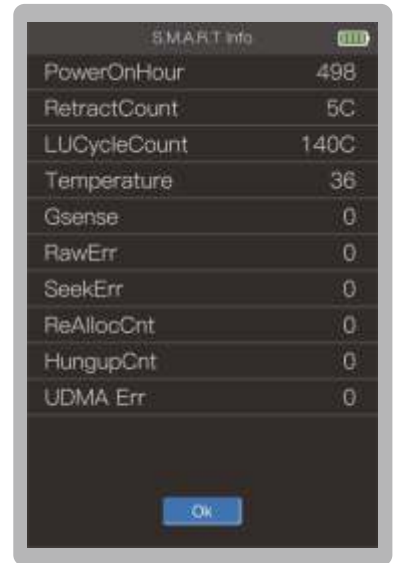 S.M.A.R.T Info
PowerOnHour 498
RetractCount 5C
LUCycleCount 140C
Temperature 36
Gsense 0
RawErr 0
SeekErr 0
ReAllocCnt 0
HungupCnt 0
UDMA Err 0
Ok